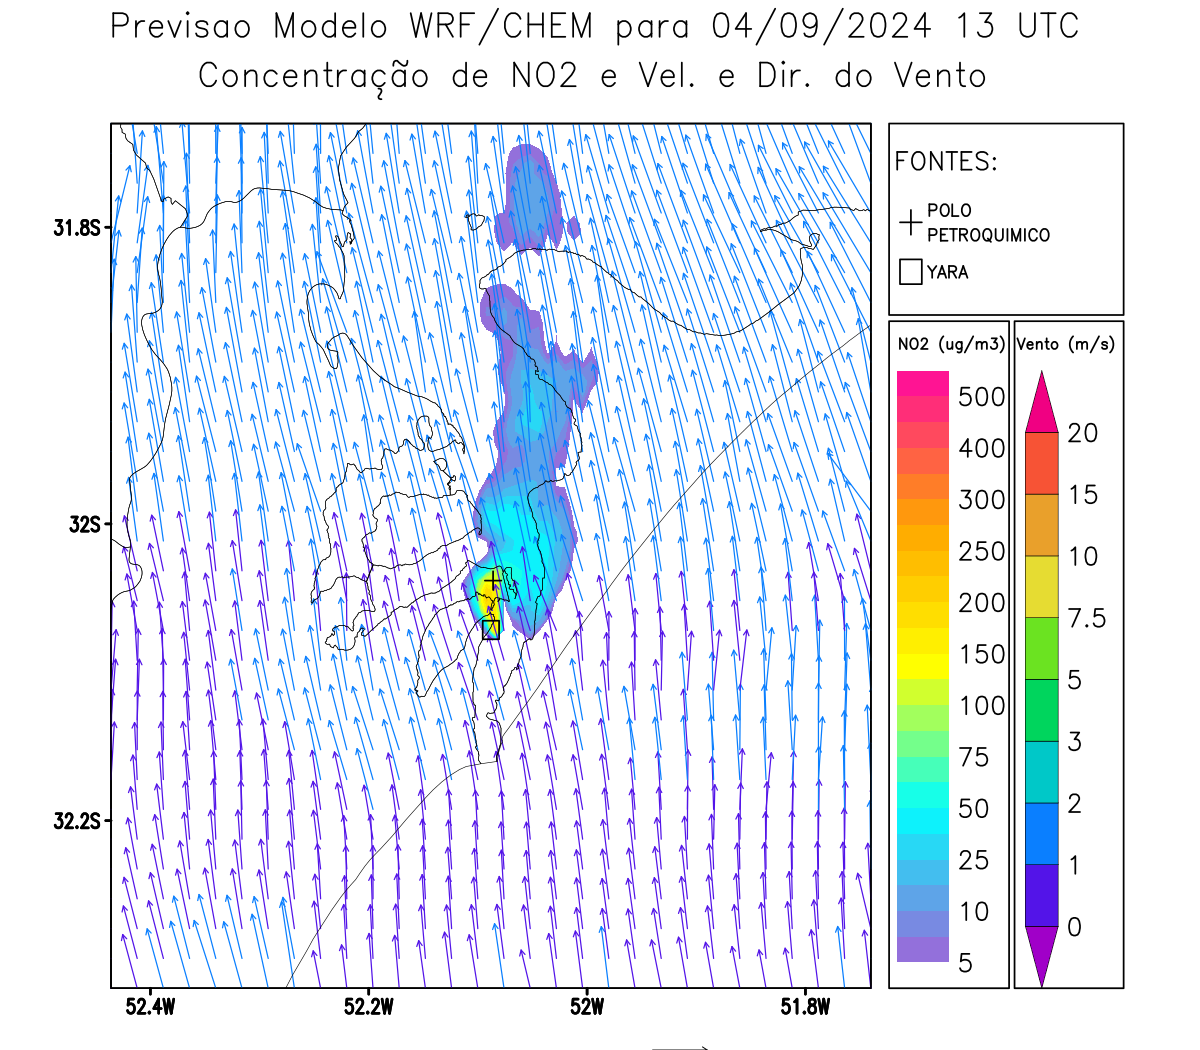 Previsao Modelo WRF/CHEM para 04/09/2024 13 UTC
Concentração de NO2 e Vel. e Dir. do Vento
FONTES:
POLO
PETROQUIMICO
YARA
NO2 (ug/m3)
500
400
300
250
200
150
100
75
50
25
10
5
Vento (m/s)
20
15
10
7.5
5
3
2
1
0
31.8S
32S
32.2S
52.4W
52.2W
52W
51.8W